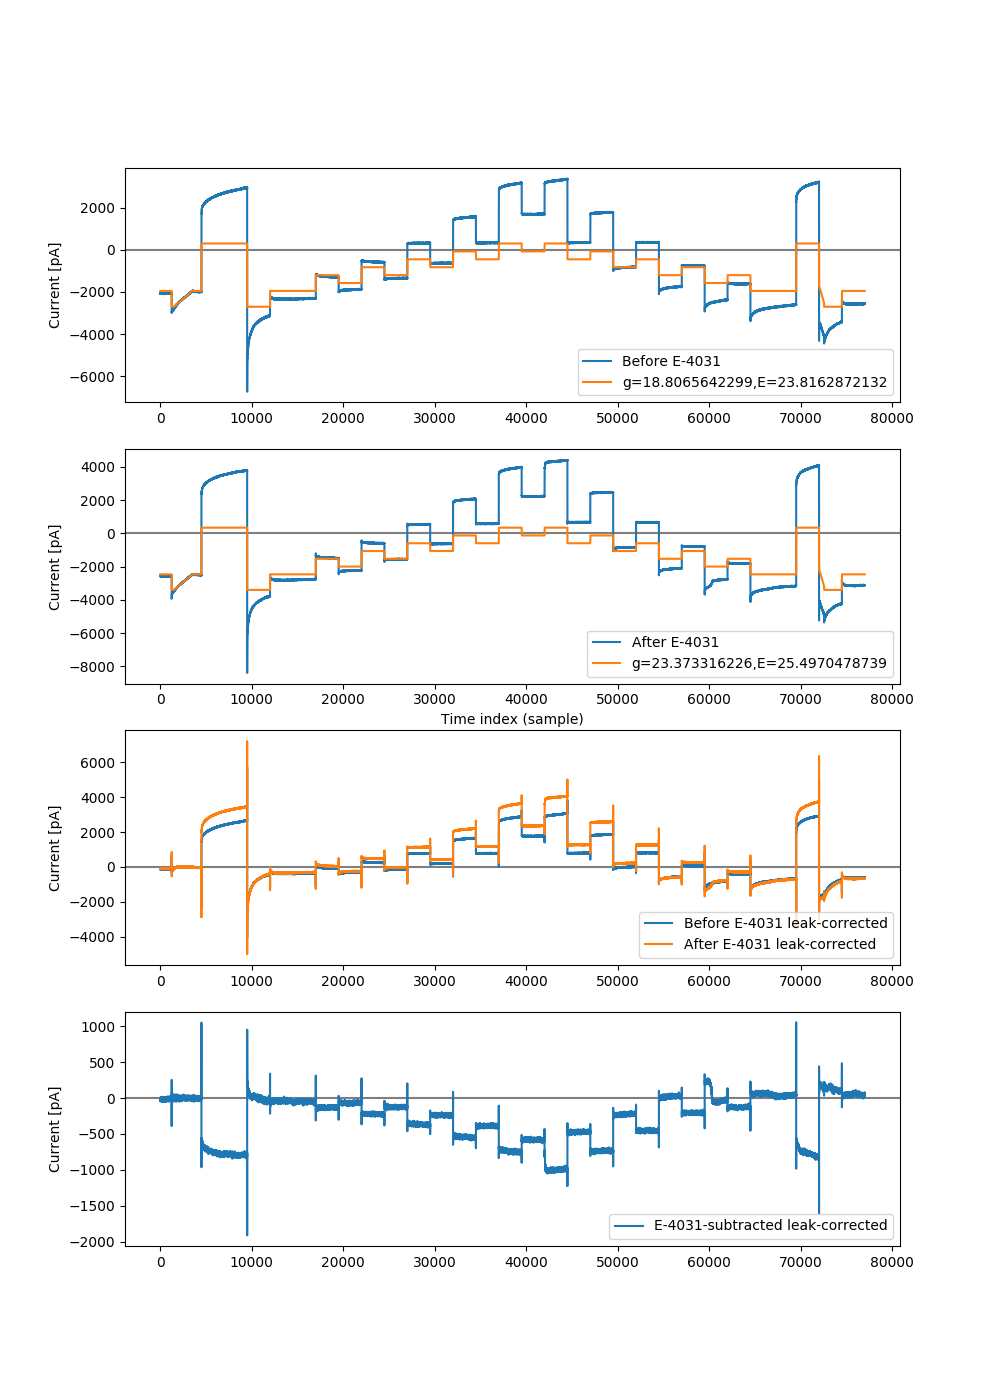 2000
0
−2000
−4000
−6000
Current [pA]
Before E-4031
g=18.8065642299,E=23.8162872132
0 10000 20000 30000 40000 50000 60000 70000 80000
4000
2000
0
−2000
−4000
−6000
−8000
Current [pA]
After E-4031
g=23.373316226,E=25.4970478739
0 10000 20000 30000 40000 50000 60000 70000 80000
Time index (sample)
6000
4000
2000
0
−2000
−4000
Current [pA]
Before E-4031 leak-corrected
After E-4031 leak-corrected
0 10000 20000 30000 40000 50000 60000 70000 80000
1000
500
0
−500
−1000
−1500
−2000
Current [pA]
E-4031-subtracted leak-corrected
0 10000 20000 30000 40000 50000 60000 70000 80000